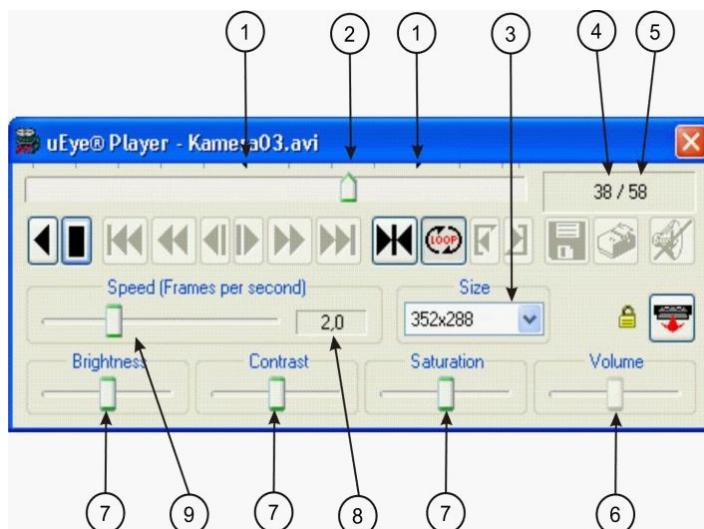 1 2 1 3 4 5
uEye® Player - Kamera03.avi
38 / 58
LOOP
Speed (Frames per second) Size
2,0 352x288
Brightness Contrast Saturation Volume
7 9 7 8 7 6